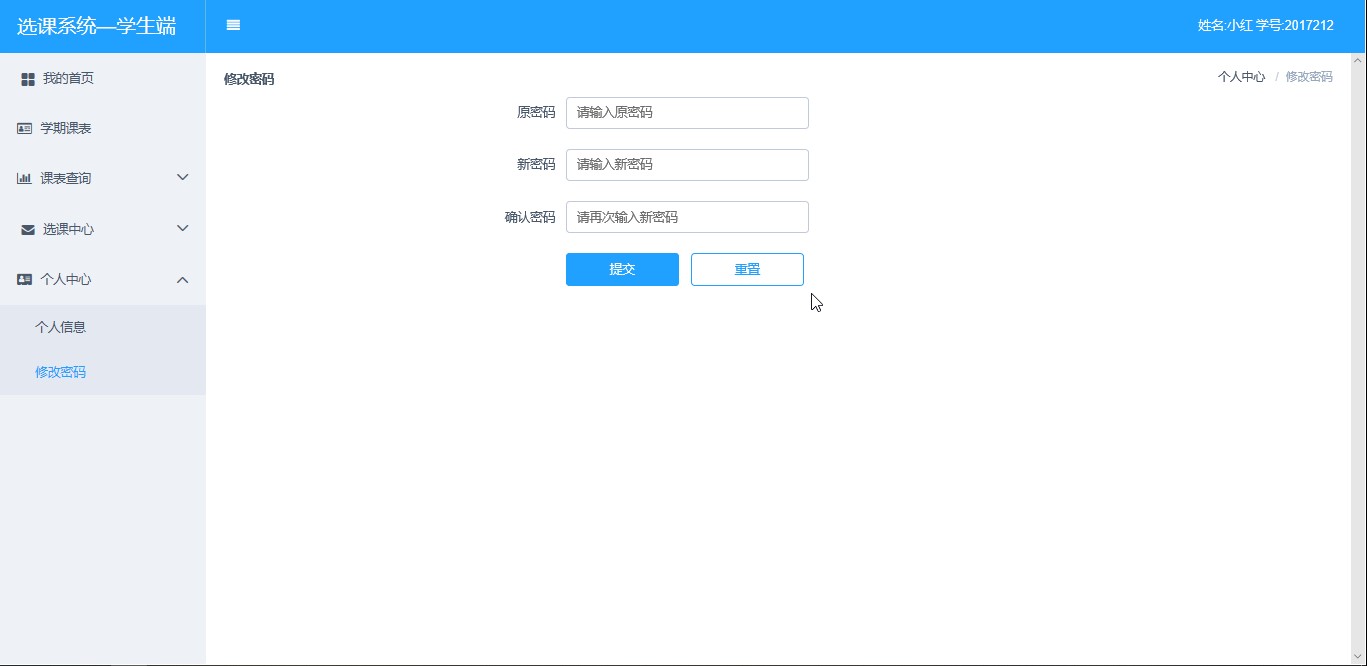 选课系统—学生端
姓名:小红 学号:2017212
我的首页
学期课表
课表查询
选课中心
个人中心
个人信息
修改密码
修改密码
个人中心 / 修改密码
原密码 请输入原密码
新密码 请输入新密码
确认密码 请再次输入新密码
提交 重置